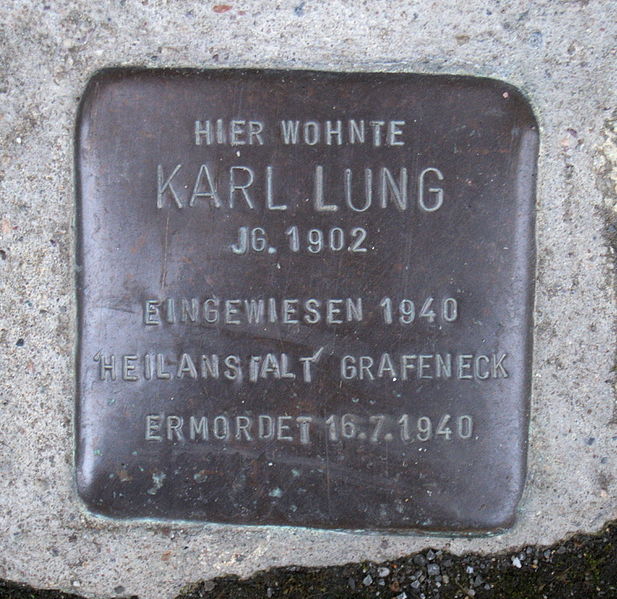 HIER WOHNTE
KARL LUNG
JG. 1902
EINGEWIESEN 1940
'HEILANSTALT' GRAFENECK
ERMORDET 16.7.1940